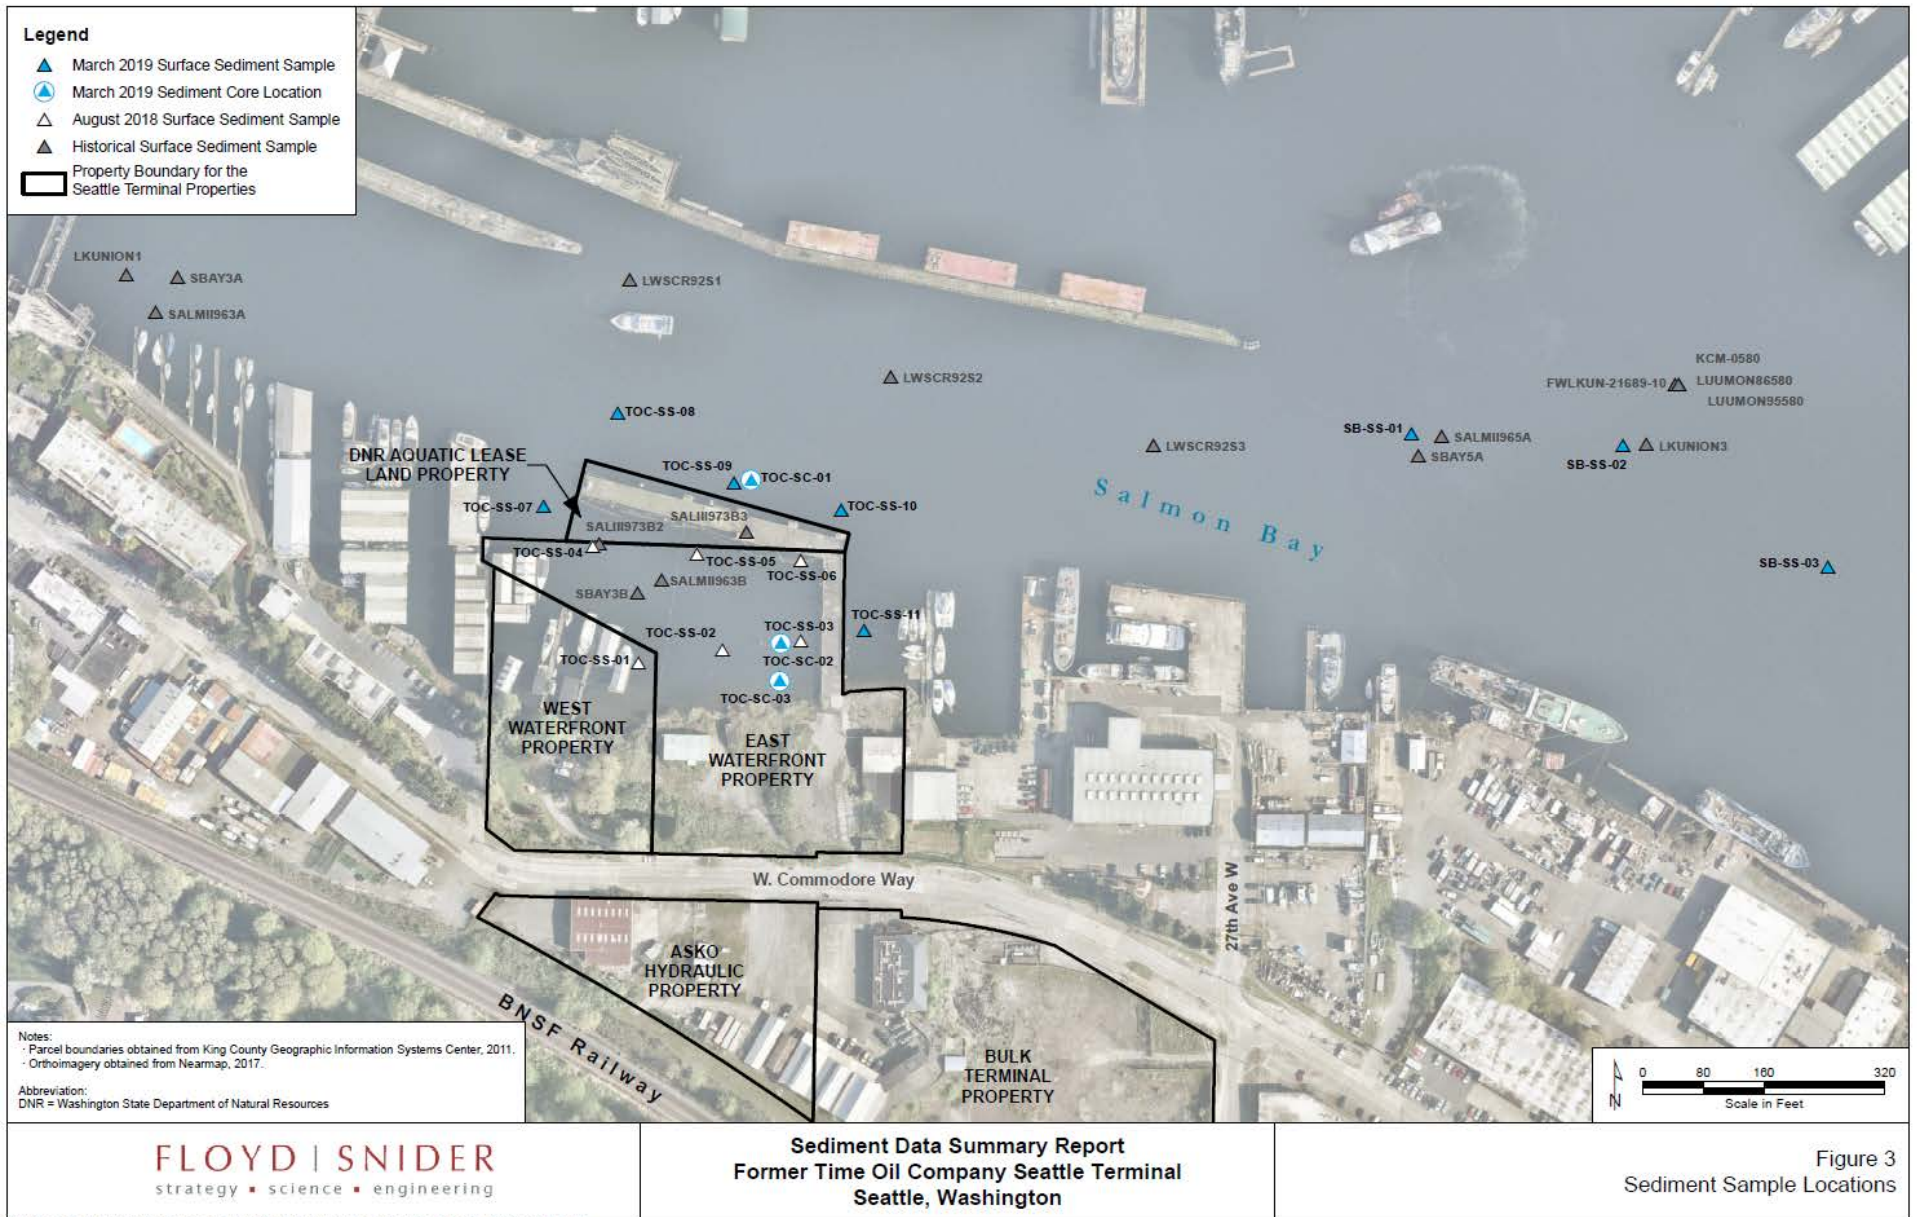 Legend
March 2019 Surface Sediment Sample
March 2019 Sediment Core Location
August 2018 Surface Sediment Sample
Historical Surface Sediment Sample
Property Boundary for the
Seattle Terminal Properties
LKUNION1
SBAY3A
SALMII963A
LWSCR92S1
LWSCR92S2
LWSCR92S3
KCM-0580
FWLKUN-21689-10
LUUMON86580
LUUMON95580
TOC-SS-08
SB-SS-01
SALMII965A
SBAY5A
SB-SS-02
LKUNION3
DNR AQUATIC LEASE
LAND PROPERTY
TOC-SS-09
TOC-SC-01
TOC-SS-07
TOC-SS-10
Salmon Bay
SALIII973B2
SALIII973B3
TOC-SS-04
TOC-SS-05
TOC-SS-06
SB-SS-03
SALMII963B
SBAY3B
TOC-SS-11
TOC-SS-02
TOC-SS-03
TOC-SS-01
TOC-SC-02
TOC-SC-03
WEST
WATERFRONT
PROPERTY
EAST
WATERFRONT
PROPERTY
W. Commodore Way
27th Ave W
ASKO
HYDRAULIC
PROPERTY
BNSF Railway
BULK
TERMINAL
PROPERTY
Notes:
· Parcel boundaries obtained from King County Geographic Information Systems Center, 2011.
· Orthoimagery obtained from Nearmap, 2017.
Abbreviation:
DNR = Washington State Department of Natural Resources
N
0 80 160 320
Scale in Feet
FLOYD | SNIDER
strategy ▪ science ▪ engineering
Sediment Data Summary Report
Former Time Oil Company Seattle Terminal
Seattle, Washington
Figure 3
Sediment Sample Locations